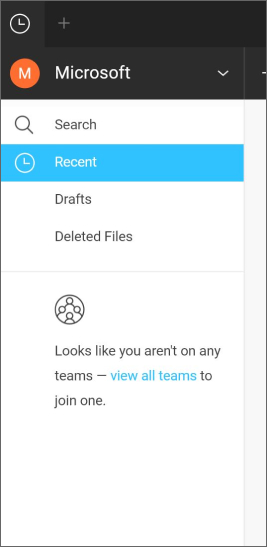 M Microsoft
Search
Recent
Drafts
Deleted Files
Looks like you aren't on any
teams — view all teams to
join one.